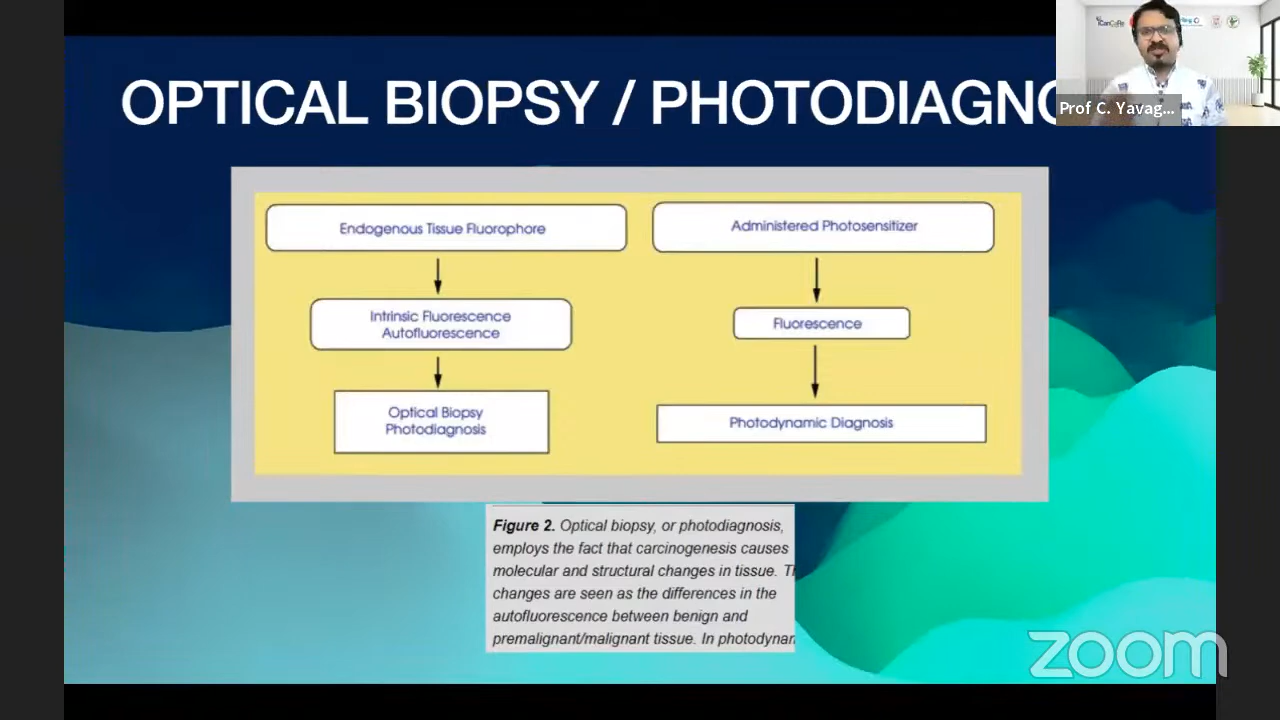 OPTICAL BIOPSY / PHOTODIAGNO
iCanCaRe
Prof C. Yavag...
Endogenous Tissue Fluorophore
Administered Photosensitizer
Intrinsic Fluorescence
Autofluorescence
Fluorescence
Optical Biopsy
Photodiagnosis
Photodynamic Diagnosis
Figure 2. Optical biopsy, or photodiagnosis,
employs the fact that carcinogenesis causes
molecular and structural changes in tissue.
changes are seen as the differences in the
autofluorescence between benign and
premalignant/malignant tissue. In photodynam
zoom